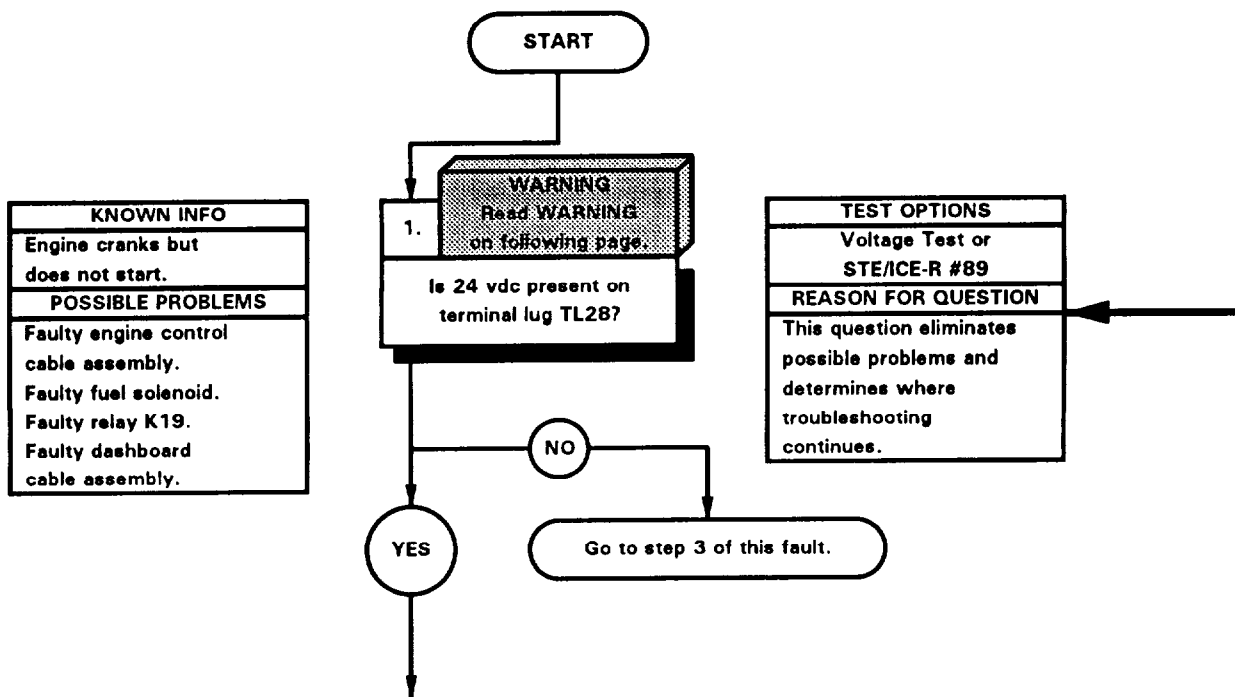 START
KNOWN INFO
Engine cranks but
does not start.
POSSIBLE PROBLEMS
Faulty engine control
cable assembly.
Faulty fuel solenoid.
Faulty relay K19.
Faulty dashboard
cable assembly.
1.
WARNING
Read WARNING
on following page.
Is 24 vdc present on
terminal lug TL28?
TEST OPTIONS
Voltage Test or
STE/ICE-R #89
REASON FOR QUESTION
This question eliminates
possible problems and
determines where
troubleshooting
continues.
NO
YES
Go to step 3 of this fault.